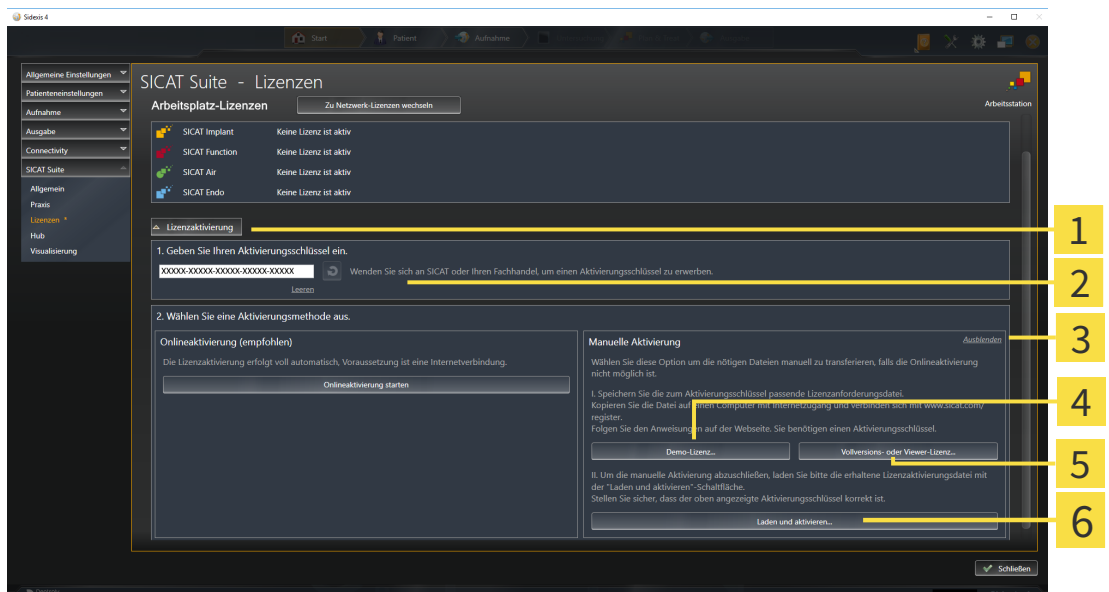 Sidexis 4
Start
Patient
Aufnahme
Allgemeine Einstellungen
Patienteneinstellungen
Aufnahme
Ausgabe
Connectivity
SICAT Suite
Allgemein
Praxis
Lizenzen *
Hub
Visualisierung
SICAT Suite - Lizenzen
Arbeitsplatz-Lizenzen
Zu Netzwerk-Lizenzen wechseln
Arbeitsstation
SICAT Implant Keine Lizenz ist aktiv
SICAT Function Keine Lizenz ist aktiv
SICAT Air Keine Lizenz ist aktiv
SICAT Endo Keine Lizenz ist aktiv
Lizenzaktivierung
1
1. Geben Sie Ihren Aktivierungsschlüssel ein.
XXXXX-XXXXX-XXXXX-XXXXX-XXXXX
Wenden Sie sich an SICAT oder Ihren Fachhandel, um einen Aktivierungsschlüssel zu erwerben.
Leeren
2
2. Wählen Sie eine Aktivierungsmethode aus.
Onlineaktivierung (empfohlen)
Die Lizenzaktivierung erfolgt voll automatisch, Voraussetzung ist eine Internetverbindung.
Onlineaktivierung starten
Manuelle Aktivierung
Ausblenden
3
Wählen Sie diese Option um die nötigen Dateien manuell zu transferieren, falls die Onlineaktivierung
nicht möglich ist.
I. Speichern Sie die zum Aktivierungsschlüssel passende Lizenzanforderungsdatei.
Kopieren Sie die Datei auf einen Computer mit Internetzugang und verbinden sich mit www.sicat.com/
register.
Folgen Sie den Anweisungen auf der Webseite. Sie benötigen einen Aktivierungsschlüssel.
4
Demo-Lizenz...
Vollversions- oder Viewer-Lizenz...
5
II. Um die manuelle Aktivierung abzuschließen, laden Sie bitte die erhaltene Lizenzaktivierungsdatei mit
der "Laden und aktivieren"-Schaltfläche.
Stellen Sie sicher, dass der oben angezeigte Aktivierungsschlüssel korrekt ist.
Laden und aktivieren...
6
Schließen